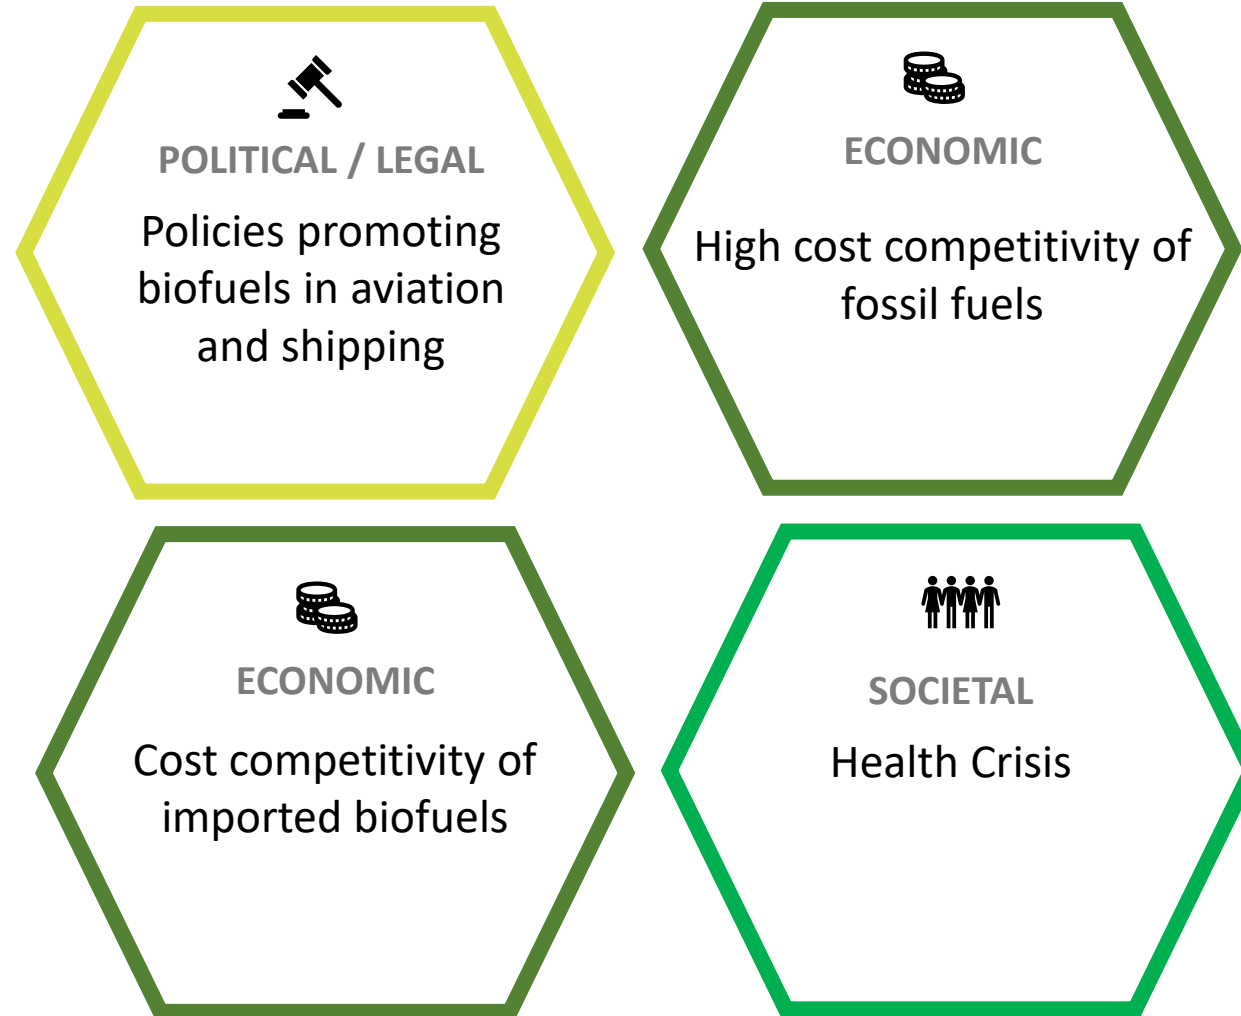 POLITICAL / LEGAL
Policies promoting
biofuels in aviation
and shipping
ECONOMIC
High cost competitivity of
fossil fuels
ECONOMIC
Cost competitivity of
imported biofuels
SOCIETAL
Health Crisis